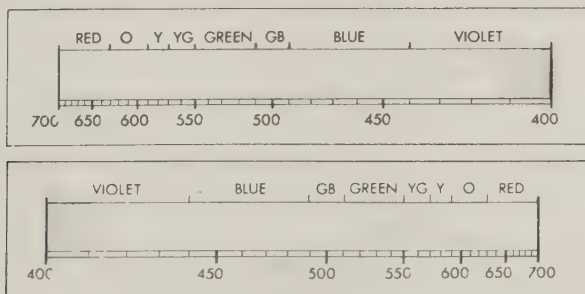 RED O Y YG GREEN GB BLUE VIOLET
700 650 600 550 500 450 400
VIOLET BLUE GB GREEN YG Y O RED
400 450 500 550 600 650 700